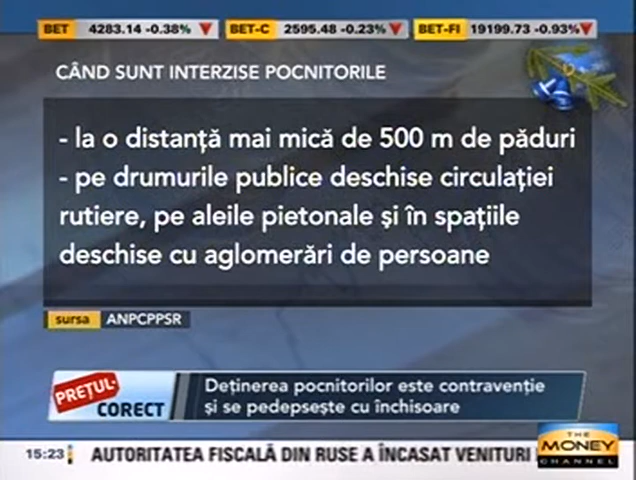 BET 4283.14 -0.38% BET-C 2595.48 -0.23% BET-FI 19199.73 -0.93%
CÂND SUNT INTERZISE POCNITORILE
- la o distanță mai mică de 500 m de păduri
- pe drumurile publice deschise circulației
rutiere, pe aleile pietonale și în spațiile
deschise cu aglomerări de persoane
sursa ANPCPPSR
PREȚUL CORECT
Deținerea pocnitorilor este contravenție
și se pedepsește cu închisoare
THE MONEY CHANNEL
15:23 AUTORITATEA FISCALĂ DIN RUSE A ÎNCASAT VENITURI